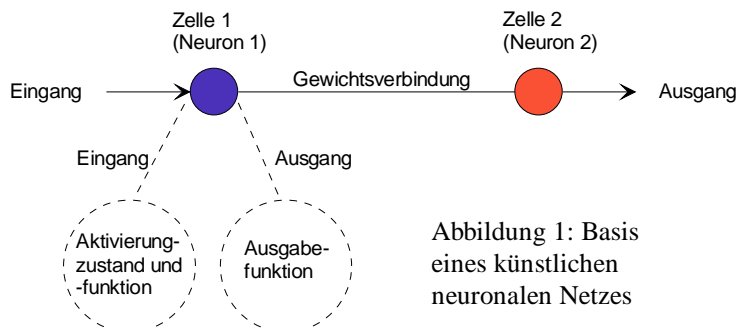 Zelle 1
(Neuron 1)
Zelle 2
(Neuron 2)
Eingang
Gewichtsverbindung
Ausgang
Eingang
Ausgang
Aktivierung-
zustand und
-funktion
Ausgabe-
funktion
Abbildung 1: Basis
eines künstlichen
neuronalen Netzes